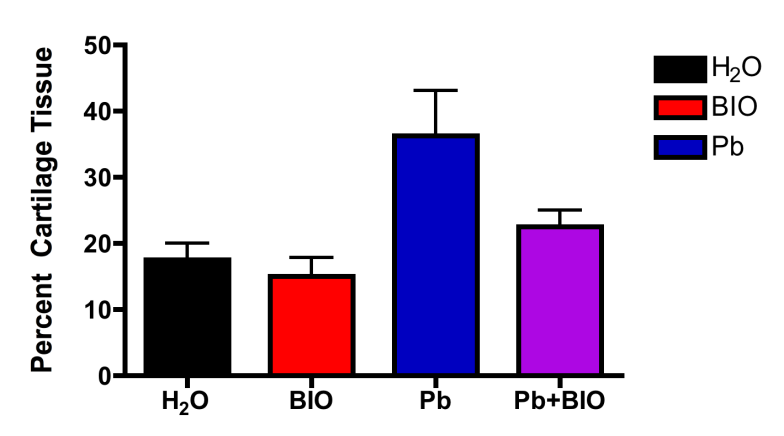 Percent Cartilage Tissue
50
40
30
20
10
0
H₂O BIO Pb Pb+BIO
H₂O
BIO
Pb